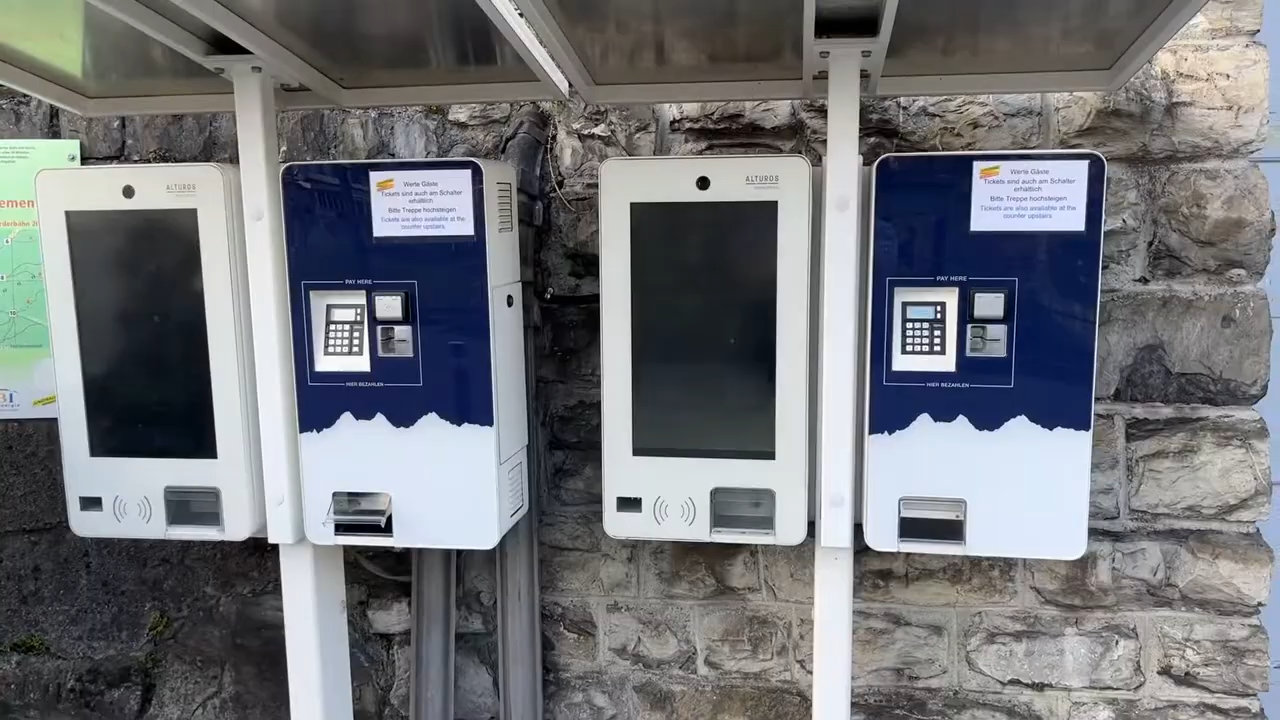 ALTUROS
Werte Gäste
Tickets sind auch am Schalter
erhältlich.
Bitte Treppe hochsteigen
Tickets are also available at the
counter upstairs.
PAY HERE
HIER BEZAHLEN
ALTUROS
Werte Gäste
Tickets sind auch am Schalter
erhältlich.
Bitte Treppe hochsteigen
Tickets are also available at the
counter upstairs.
PAY HERE
HIER BEZAHLEN
emen